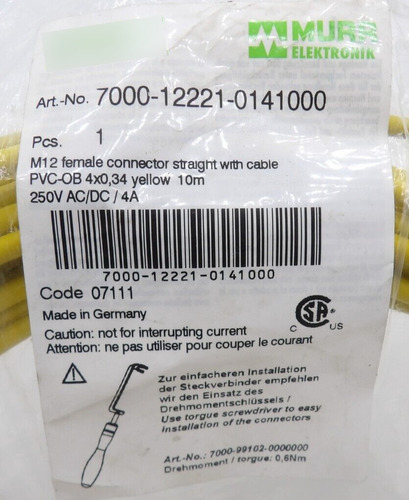 MURR
ELEKTRONIK
Art.-No. 7000-12221-0141000
Pcs. 1
M12 female connector straight with cable
PVC-OB 4x0,34 yellow 10m
250V AC/DC / 4A
7000-12221-0141000
Code 07111
Made in Germany
SA
C US
Caution: not for interrupting current
Attention: ne pas utiliser pour couper le courant
Zur einfacheren Installation
der Steckverbinder empfehlen
wir den Einsatz des
Drehmomentschlüssels /
Use torque screwdriver to easy
installation of the connectors
Art.-No.: 7000-99102-0000000
Drehmoment / torque: 0,6Nm